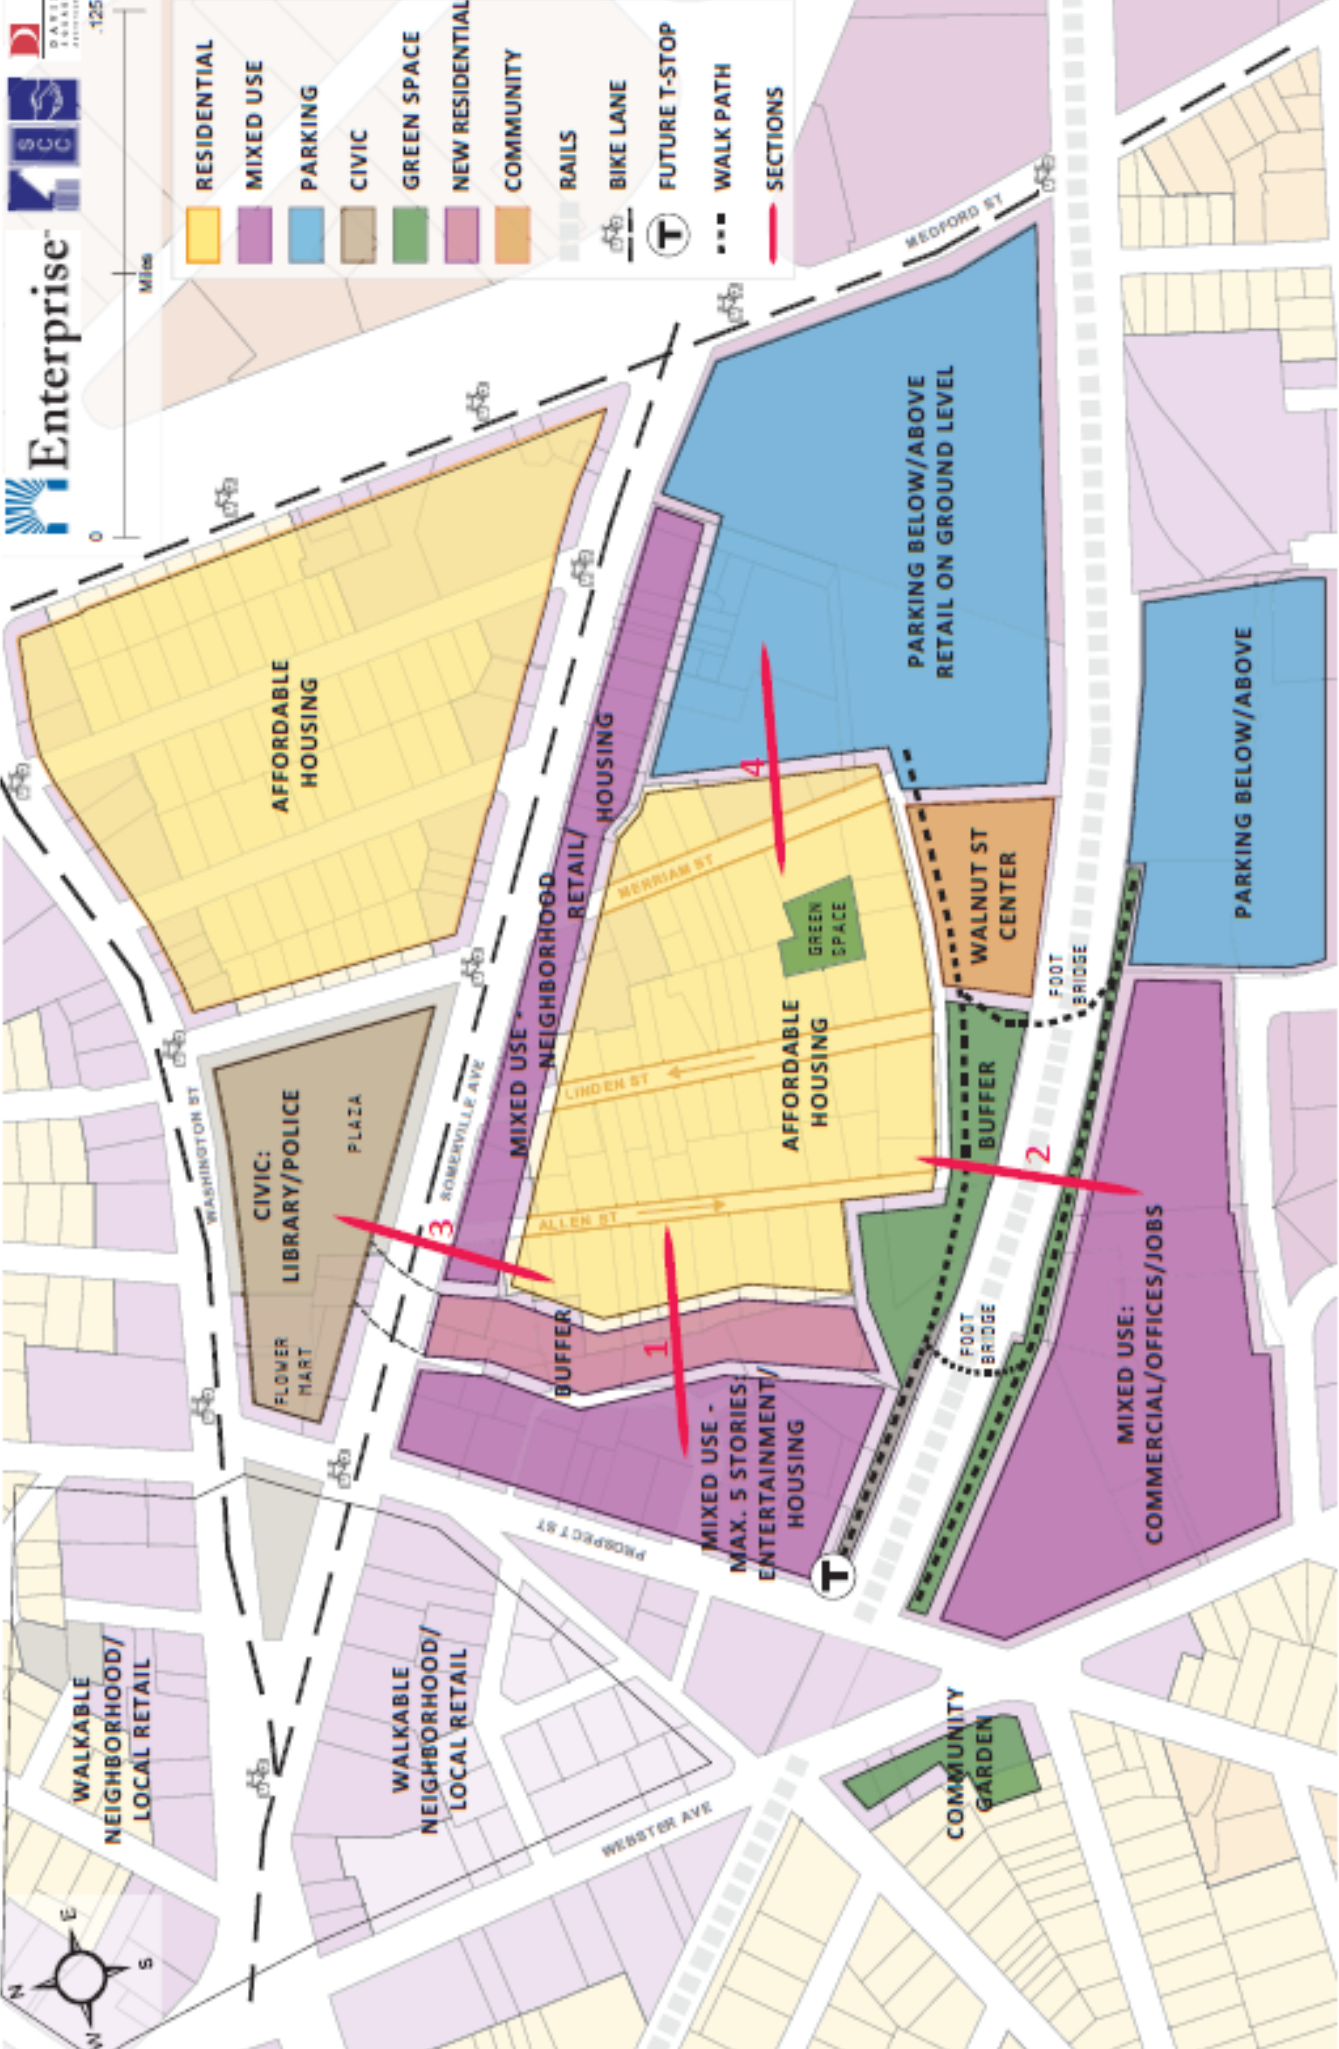 Enterprise
SCC
0
Miles
.125
RESIDENTIAL
MIXED USE
PARKING
CIVIC
GREEN SPACE
NEW RESIDENTIAL
COMMUNITY
RAILS
BIKE LANE
T
FUTURE T-STOP
WALK PATH
SECTIONS
N
E
S
W
WALKABLE
NEIGHBORHOOD/
LOCAL RETAIL
WALKABLE
NEIGHBORHOOD/
LOCAL RETAIL
WASHINGTON ST
CIVIC:
LIBRARY/POLICE
PLAZA
FLOWER
MART
AFFORDABLE
HOUSING
SOMERVILLE AVE
3
MIXED USE -
NEIGHBORHOOD
RETAIL/
HOUSING
BUFFER
1
PROSPECT ST
MIXED USE -
MAX. 5 STORIES:
ENTERTAINMENT/
HOUSING
ALLEN ST
LINDEN ST
MERRIAM ST
AFFORDABLE
HOUSING
GREEN
SPACE
4
PARKING BELOW/ABOVE
RETAIL ON GROUND LEVEL
MEDFORD ST
WALNUT ST
CENTER
BUFFER
2
FOOT
BRIDGE
FOOT
BRIDGE
T
WEBSTER AVE
COMMUNITY
GARDEN
MIXED USE:
COMMERCIAL/OFFICES/JOBS
PARKING BELOW/ABOVE